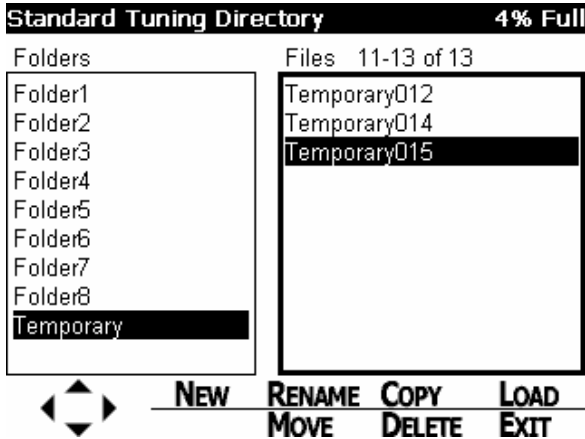 Standard Tuning Directory 4% Full
Folders Files 11-13 of 13
Folder1
Folder2
Folder3
Folder4
Folder5
Folder6
Folder7
Folder8
Temporary
Temporary012
Temporary014
Temporary015
NEW RENAME COPY LOAD
MOVE DELETE EXIT